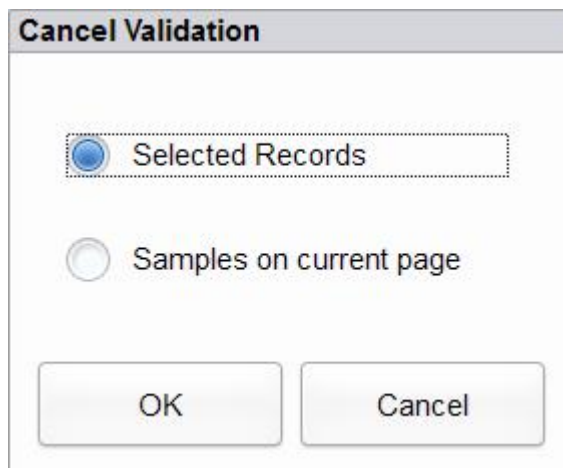 Cancel Validation
Selected Records
Samples on current page
OK Cancel